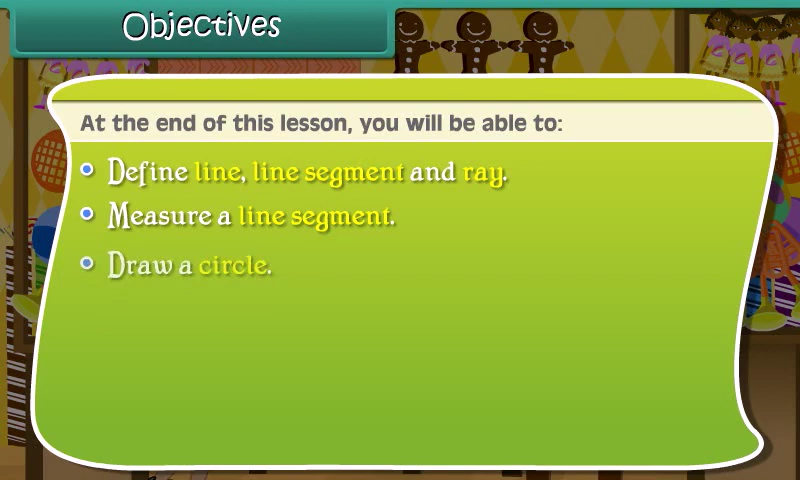 Objectives
At the end of this lesson, you will be able to:
Define line, line segment and ray.
Measure a line segment.
Draw a circle.